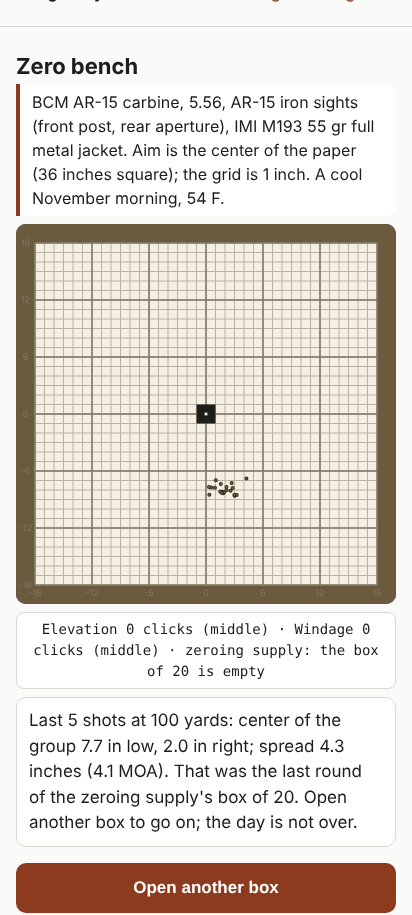 Zero bench
BCM AR-15 carbine, 5.56, AR-15 iron sights
(front post, rear aperture), IMI M193 55 gr full
metal jacket. Aim is the center of the paper
(36 inches square); the grid is 1 inch. A cool
November morning, 54 F.
18
12
6
0
-6
-12
-18
-18 -12 -6 0 6 12 18
Elevation 0 clicks (middle) · Windage 0
clicks (middle) · zeroing supply: the box
of 20 is empty
Last 5 shots at 100 yards: center of the
group 7.7 in low, 2.0 in right; spread 4.3
inches (4.1 MOA). That was the last round
of the zeroing supply's box of 20. Open
another box to go on; the day is not over.
Open another box